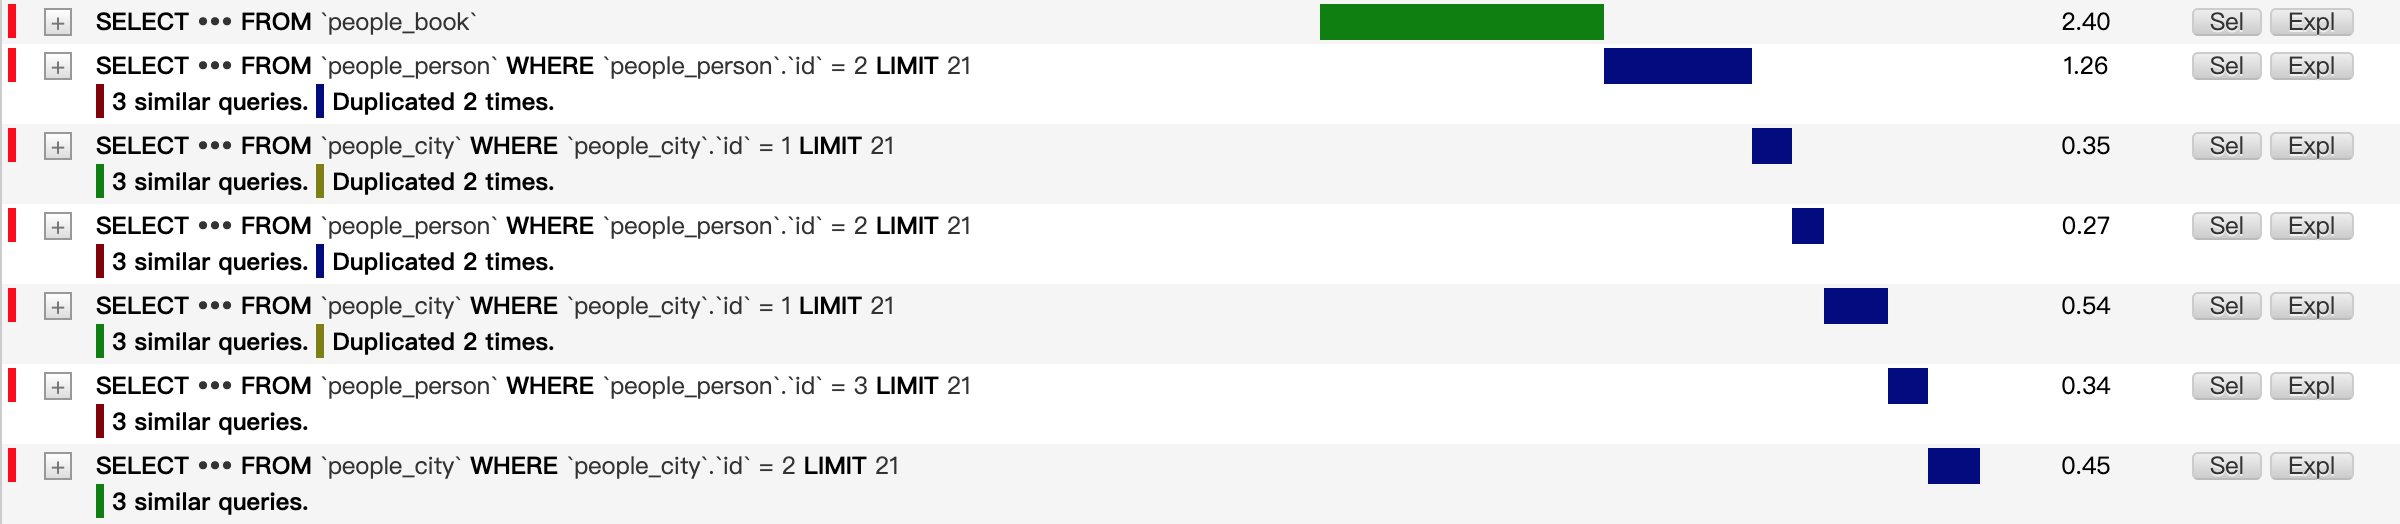 + SELECT ••• FROM `people_book` 2.40 Sel Expl
+ SELECT ••• FROM `people_person` WHERE `people_person`.`id` = 2 LIMIT 21 1.26 Sel Expl
3 similar queries. Duplicated 2 times.
+ SELECT ••• FROM `people_city` WHERE `people_city`.`id` = 1 LIMIT 21 0.35 Sel Expl
3 similar queries. Duplicated 2 times.
+ SELECT ••• FROM `people_person` WHERE `people_person`.`id` = 2 LIMIT 21 0.27 Sel Expl
3 similar queries. Duplicated 2 times.
+ SELECT ••• FROM `people_city` WHERE `people_city`.`id` = 1 LIMIT 21 0.54 Sel Expl
3 similar queries. Duplicated 2 times.
+ SELECT ••• FROM `people_person` WHERE `people_person`.`id` = 3 LIMIT 21 0.34 Sel Expl
3 similar queries.
+ SELECT ••• FROM `people_city` WHERE `people_city`.`id` = 2 LIMIT 21 0.45 Sel Expl
3 similar queries.